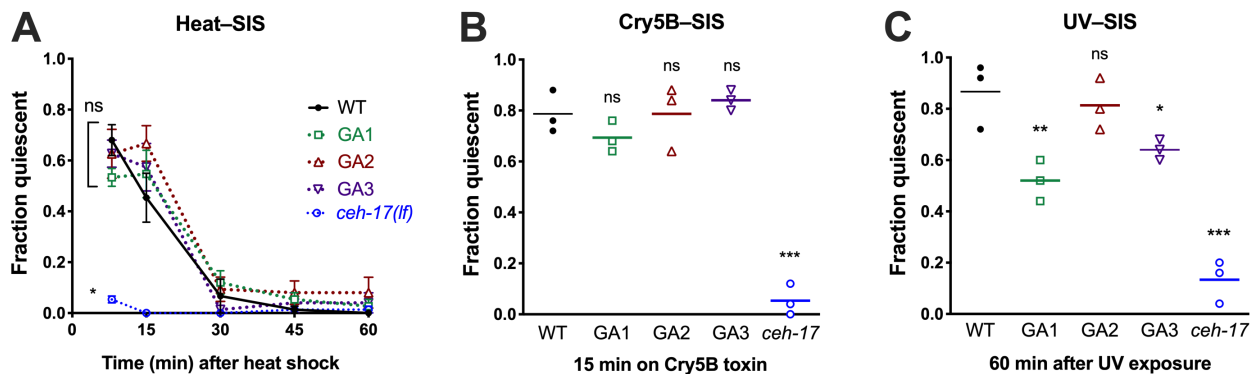 A
Heat–SIS
Fraction quiescent
1.0
0.8
0.6
0.4
0.2
0.0
ns
*
WT
GA1
GA2
GA3
ceh-17(lf)
0
15
30
45
60
Time (min) after heat shock
B
Cry5B–SIS
Fraction quiescent
1.0
0.8
0.6
0.4
0.2
0.0
ns
ns
ns
***
WT
GA1
GA2
GA3
ceh-17
15 min on Cry5B toxin
C
UV–SIS
Fraction quiescent
1.0
0.8
0.6
0.4
0.2
0.0
**
ns
*
***
WT
GA1
GA2
GA3
ceh-17
60 min after UV exposure